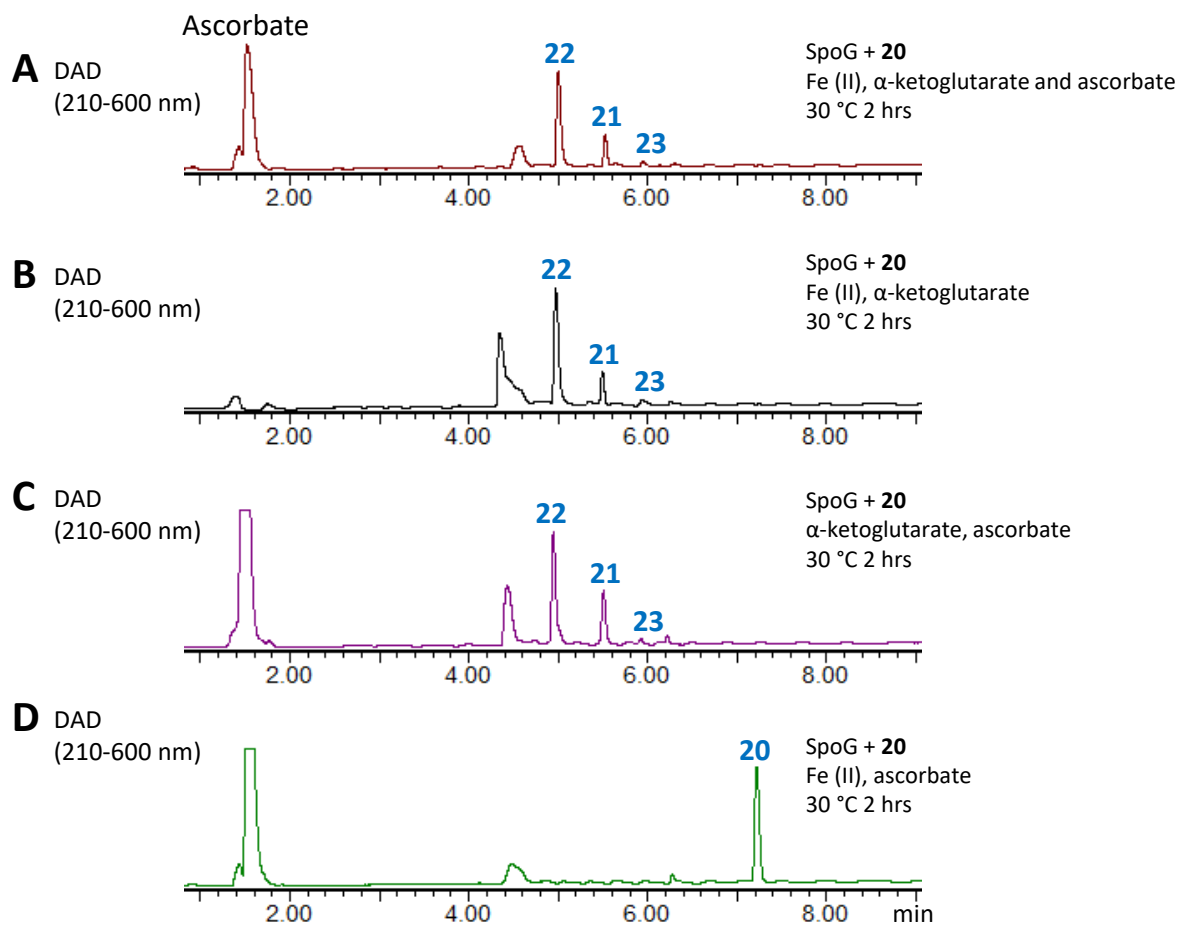 Ascorbate
A DAD
(210-600 nm)
22
21
23
SpoG + 20
Fe (II), α-ketoglutarate and ascorbate
30 °C 2 hrs
2.00 4.00 6.00 8.00
B DAD
(210-600 nm)
22
21
23
SpoG + 20
Fe (II), α-ketoglutarate
30 °C 2 hrs
2.00 4.00 6.00 8.00
C DAD
(210-600 nm)
22
21
23
SpoG + 20
α-ketoglutarate, ascorbate
30 °C 2 hrs
2.00 4.00 6.00 8.00
D DAD
(210-600 nm)
20
SpoG + 20
Fe (II), ascorbate
30 °C 2 hrs
2.00 4.00 6.00 8.00 min